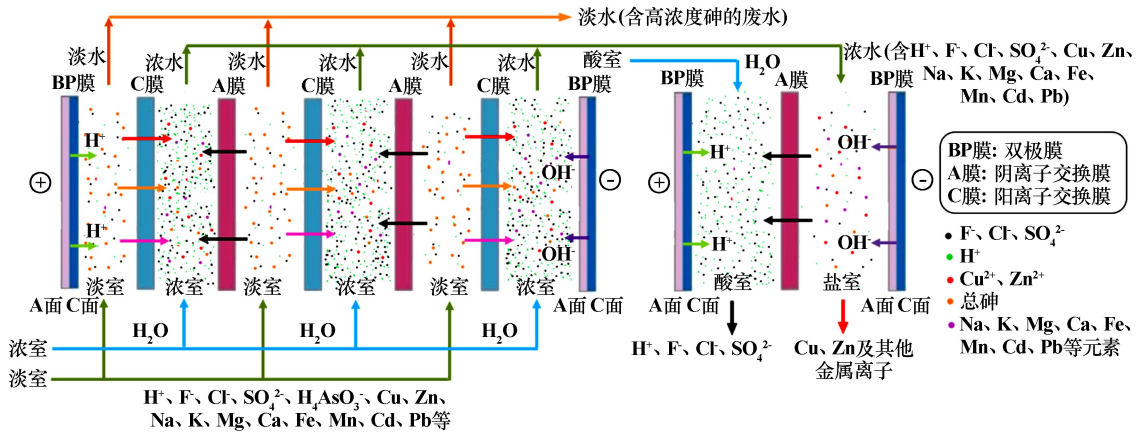 淡水(含高浓度砷的废水)
淡水 浓水 淡水 浓水 淡水 浓水
酸室 H₂O
浓水(含H⁺、F⁻、Cl⁻、SO₄²⁻、Cu、Zn、
Na、K、Mg、Ca、Fe、
Mn、Cd、Pb)
BP膜 C膜 A膜 C膜 A膜 C膜 BP膜
BP膜 A膜 BP膜
H⁺
H⁺
OH⁻
OH⁻
H⁺
H⁺
OH⁻
OH⁻
+ − + −
淡室 浓室 淡室 浓室 淡室 浓室
酸室 盐室
A面 C面 A面 C面
A面 C面 A面 C面
H₂O H₂O H₂O
浓室
淡室
H⁺、F⁻、Cl⁻、SO₄²⁻、H₄AsO₃⁻、Cu、Zn、
Na、K、Mg、Ca、Fe、Mn、Cd、Pb等
H⁺、F⁻、Cl⁻、SO₄²⁻
Cu、Zn及其他
金属离子
BP膜: 双极膜
A膜: 阴离子交换膜
C膜: 阳离子交换膜
F⁻、Cl⁻、SO₄²⁻
H⁺
Cu²⁺、Zn²⁺
总砷
Na、K、Mg、Ca、Fe、
Mn、Cd、Pb等元素